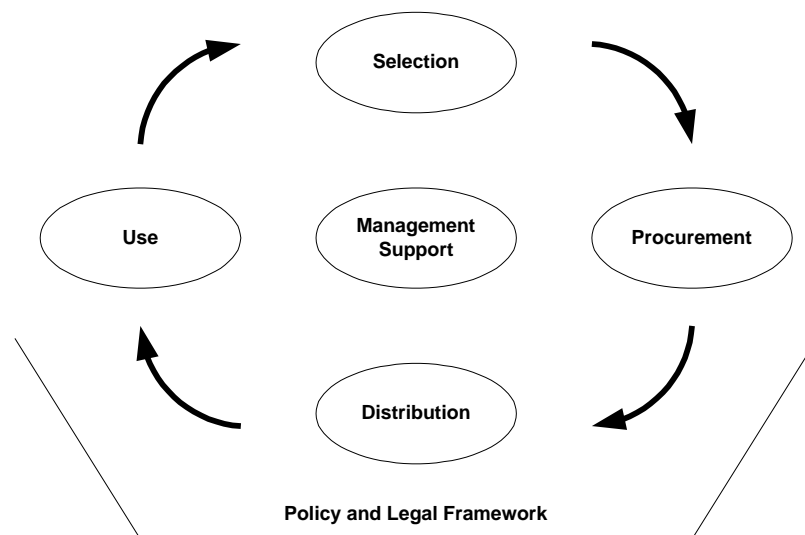 Selection
Use
Management
Support
Procurement
Distribution
Policy and Legal Framework